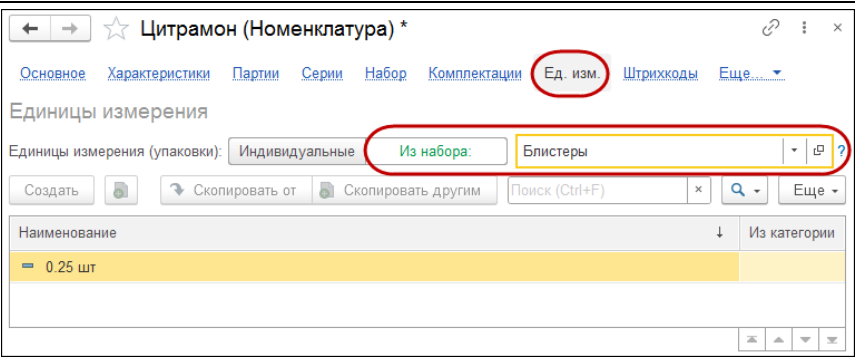 Цитрамон (Номенклатура) *
Основное Характеристики Партии Серии Набор Комплектации Ед. изм. Штрихкоды Еще...
Единицы измерения
Единицы измерения (упаковки): Индивидуальные Из набора: Блистеры ?
Создать Скопировать от Скопировать другим Поиск (Ctrl+F) × Еще
Наименование ↓ Из категории
0.25 шт